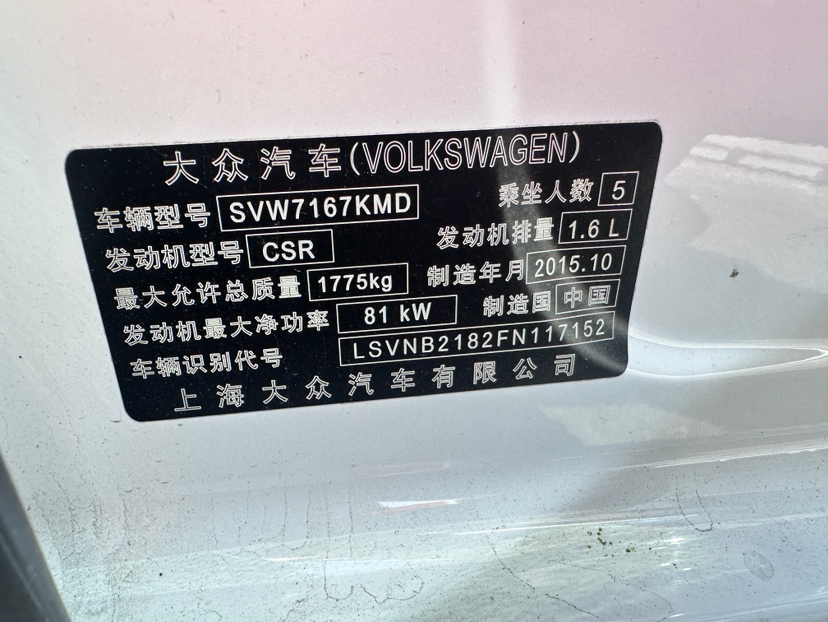 大众汽车(VOLKSWAGEN)
车辆型号 SVW7167KMD 乘坐人数 5
发动机型号 CSR 发动机排量 1.6 L
最大允许总质量 1775kg 制造年月 2015.10
发动机最大净功率 81 kW 制造国 中国
车辆识别代号 LSVNB2182FN117152
上海大众汽车有限公司